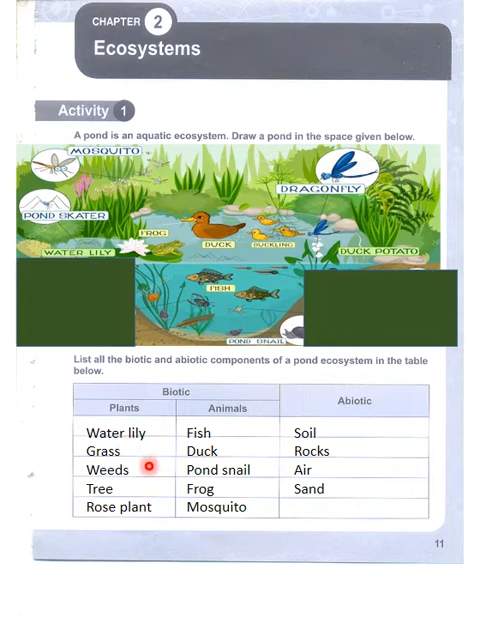 CHAPTER 2
Ecosystems
Activity 1
A pond is an aquatic ecosystem. Draw a pond in the space given below.
MOSQUITO
DRAGONFLY
POND SKATER
FROG
DUCK
DUCKLING
WATER LILY
DUCK POTATO
FISH
POND SNAIL
List all the biotic and abiotic components of a pond ecosystem in the table
below.
Biotic
Abiotic
Plants Animals
Water lily Fish Soil
Grass Duck Rocks
Weeds Pond snail Air
Tree Frog Sand
Rose plant Mosquito
11